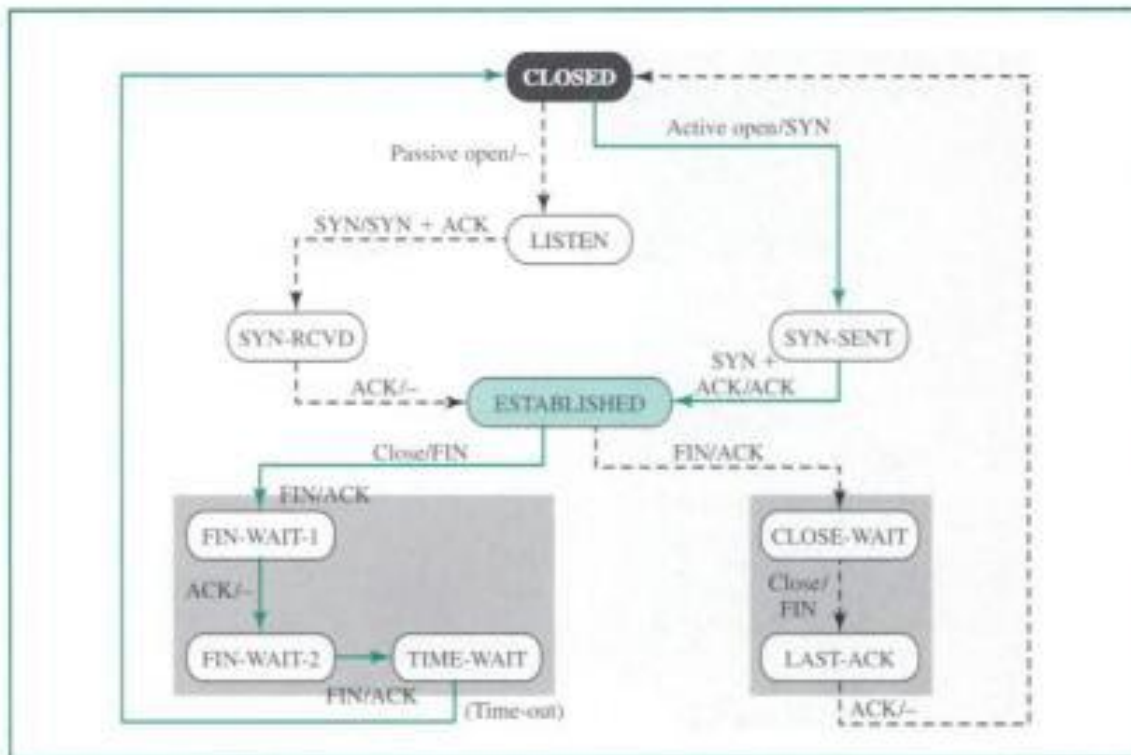 CLOSED
Active open/SYN
Passive open/–
SYN/SYN + ACK
LISTEN
SYN-RCVD
SYN-SENT
SYN +
ACK/ACK
ACK/–
ESTABLISHED
Close/FIN
FIN/ACK
FIN/ACK
FIN-WAIT-1
CLOSE-WAIT
ACK/–
Close/
FIN
FIN-WAIT-2
TIME-WAIT
LAST-ACK
FIN/ACK
(Time-out)
ACK/–